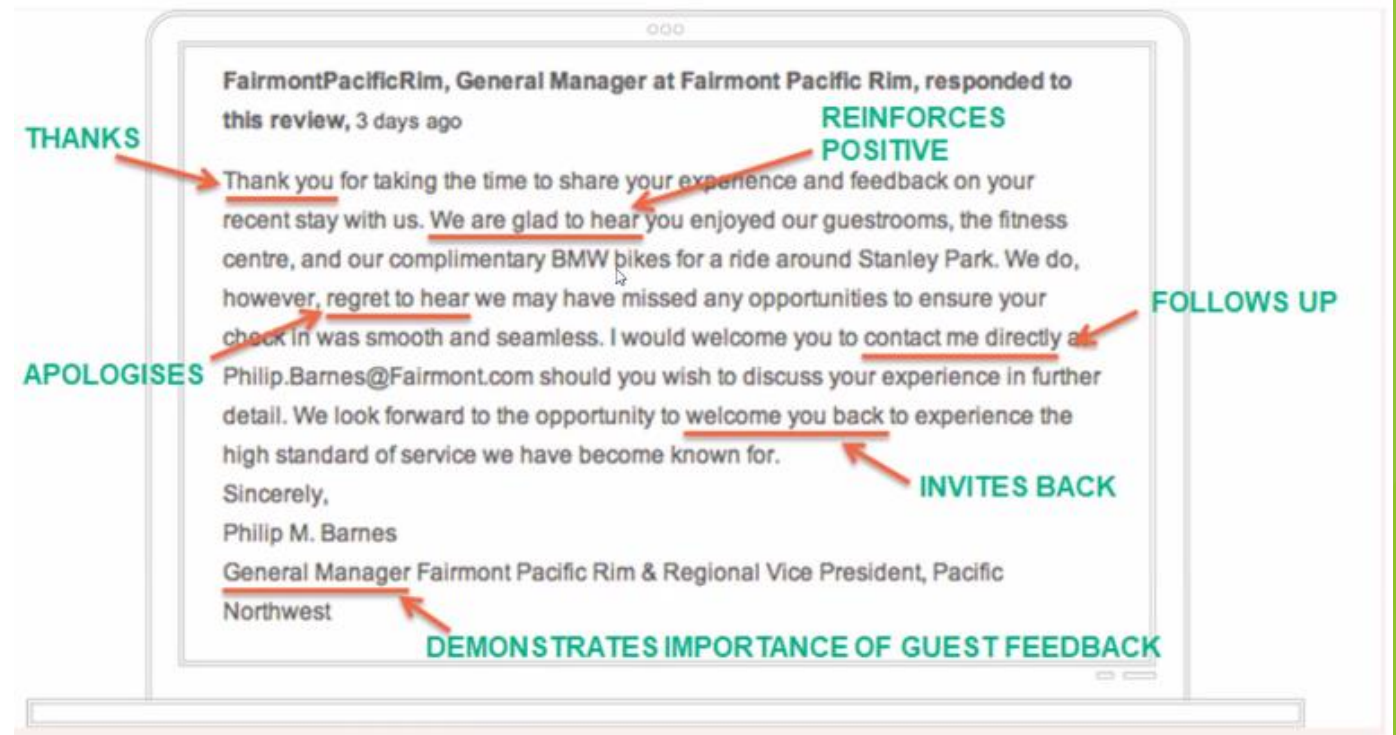 FairmontPacificRim, General Manager at Fairmont Pacific Rim, responded to
this review, 3 days ago
REINFORCES
POSITIVE
THANKS
Thank you for taking the time to share your experience and feedback on your
recent stay with us. We are glad to hear you enjoyed our guestrooms, the fitness
centre, and our complimentary BMW bikes for a ride around Stanley Park. We do,
however, regret to hear we may have missed any opportunities to ensure your
FOLLOWS UP
check in was smooth and seamless. I would welcome you to contact me directly at
APOLOGISES
Philip.Barnes@Fairmont.com should you wish to discuss your experience in further
detail. We look forward to the opportunity to welcome you back to experience the
high standard of service we have become known for.
INVITES BACK
Sincerely,
Philip M. Barnes
General Manager Fairmont Pacific Rim & Regional Vice President, Pacific
Northwest
DEMONSTRATES IMPORTANCE OF GUEST FEEDBACK